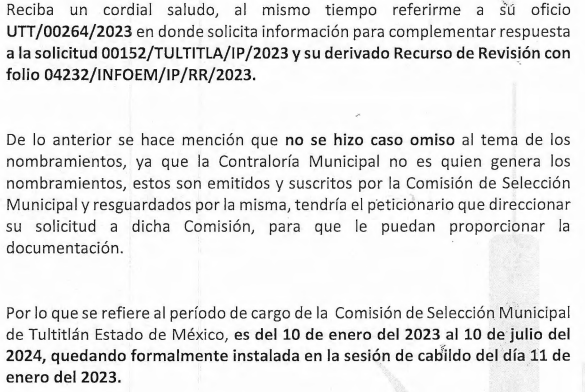 Reciba un cordial saludo, al mismo tiempo referirme a su oficio
UTT/00264/2023 en donde solicita información para complementar respuesta
a la solicitud 00152/TULTITLA/IP/2023 y su derivado Recurso de Revisión con
folio 04232/INFOEM/IP/RR/2023.
De lo anterior se hace mención que no se hizo caso omiso al tema de los
nombramientos, ya que la Contraloría Municipal no es quien genera los
nombramientos, estos son emitidos y suscritos por la Comisión de Selección
Municipal y resguardados por la misma, tendría el peticionario que direccionar
su solicitud a dicha Comisión, para que le puedan proporcionar la
documentación.
Por lo que se refiere al período de cargo de la Comisión de Selección Municipal
de Tultitlán Estado de México, es del 10 de enero del 2023 al 10 de julio del
2024, quedando formalmente instalada en la sesión de cabildo del día 11 de
enero del 2023.